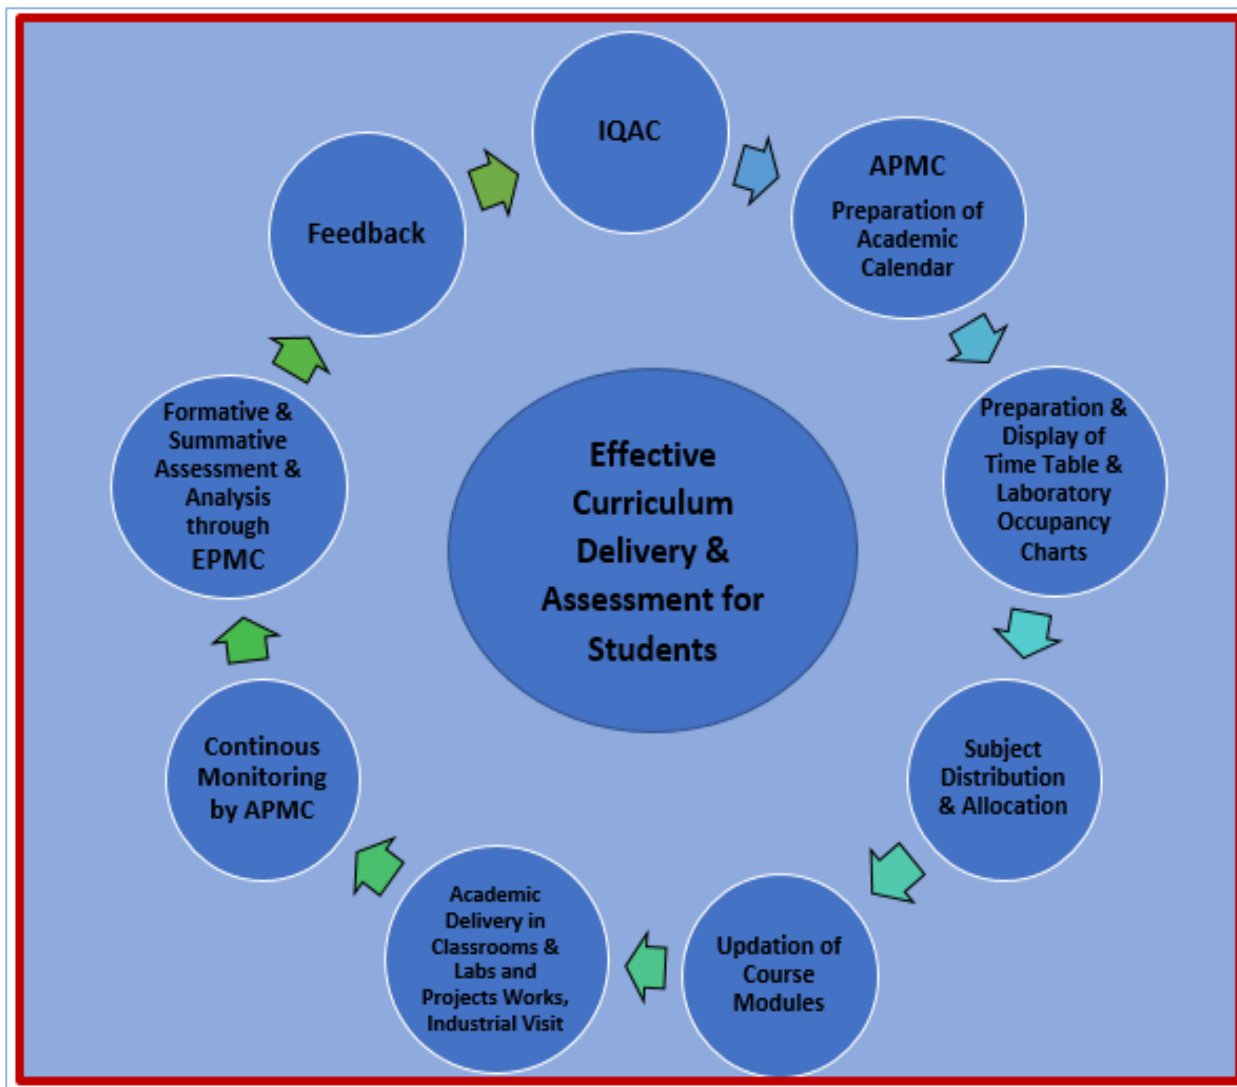 IQAC
APMC
Preparation of
Academic
Calendar
Preparation &
Display of
Time Table &
Laboratory
Occupancy
Charts
Subject
Distribution
& Allocation
Updation of
Course
Modules
Academic
Delivery in
Classrooms &
Labs and
Projects Works,
Industrial Visit
Continous
Monitoring
by APMC
Formative &
Summative
Assessment &
Analysis
through
EPMC
Feedback
Effective
Curriculum
Delivery &
Assessment for
Students